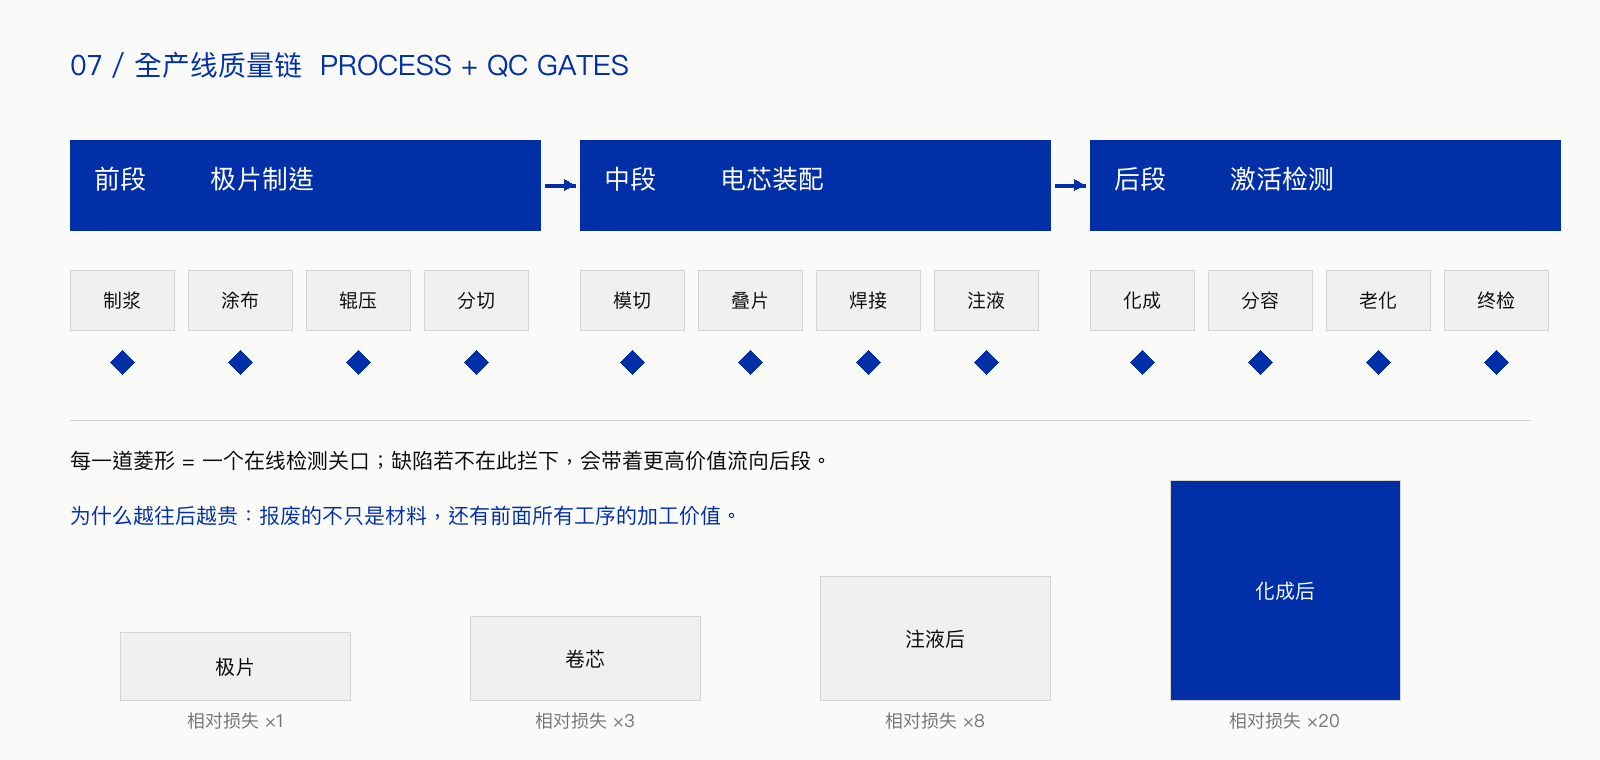 07 / 全产线质量链 PROCESS + QC GATES
前段 极片制造
中段 电芯装配
后段 激活检测
制浆 涂布 辊压 分切 模切 叠片 焊接 注液 化成 分容 老化 终检
每一道菱形 = 一个在线检测关口；缺陷若不在此拦下，会带着更高价值流向后段。
为什么越往后越贵：报废的不只是材料，还有前面所有工序的加工价值。
极片
相对损失 ×1
卷芯
相对损失 ×3
注液后
相对损失 ×8
化成后
相对损失 ×20